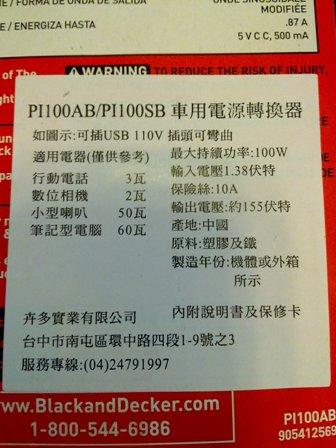 / FORMA DE ONDA DE SALIDA
ONDE SINUSOÏDALE
MODIFIÉE
/ ENERGIZA HASTA
.87 A
5 V C C, 500 mA
WARNING
TO REDUCE THE RISK OF INJURY,
PI100AB/PI100SB 車用電源轉換器
如圖示:可插USB 110V 插頭可彎曲
適用電器(僅供參考)
最大持續功率:100W
行動電話 3瓦
輸入電壓1.38伏特
數位相機 2瓦
保險絲:10A
小型喇叭 50瓦
輸出電壓:約155伏特
筆記型電腦 60瓦
產地:中國
原料:塑膠及鐵
製造年份:機體或外箱
所示
卉多實業有限公司
內附說明書及保修卡
台中市南屯區環中路四段1-9號之3
服務專線:(04)24791997
www.BlackandDecker.com
1-800-544-6986
PI100AB
905412569